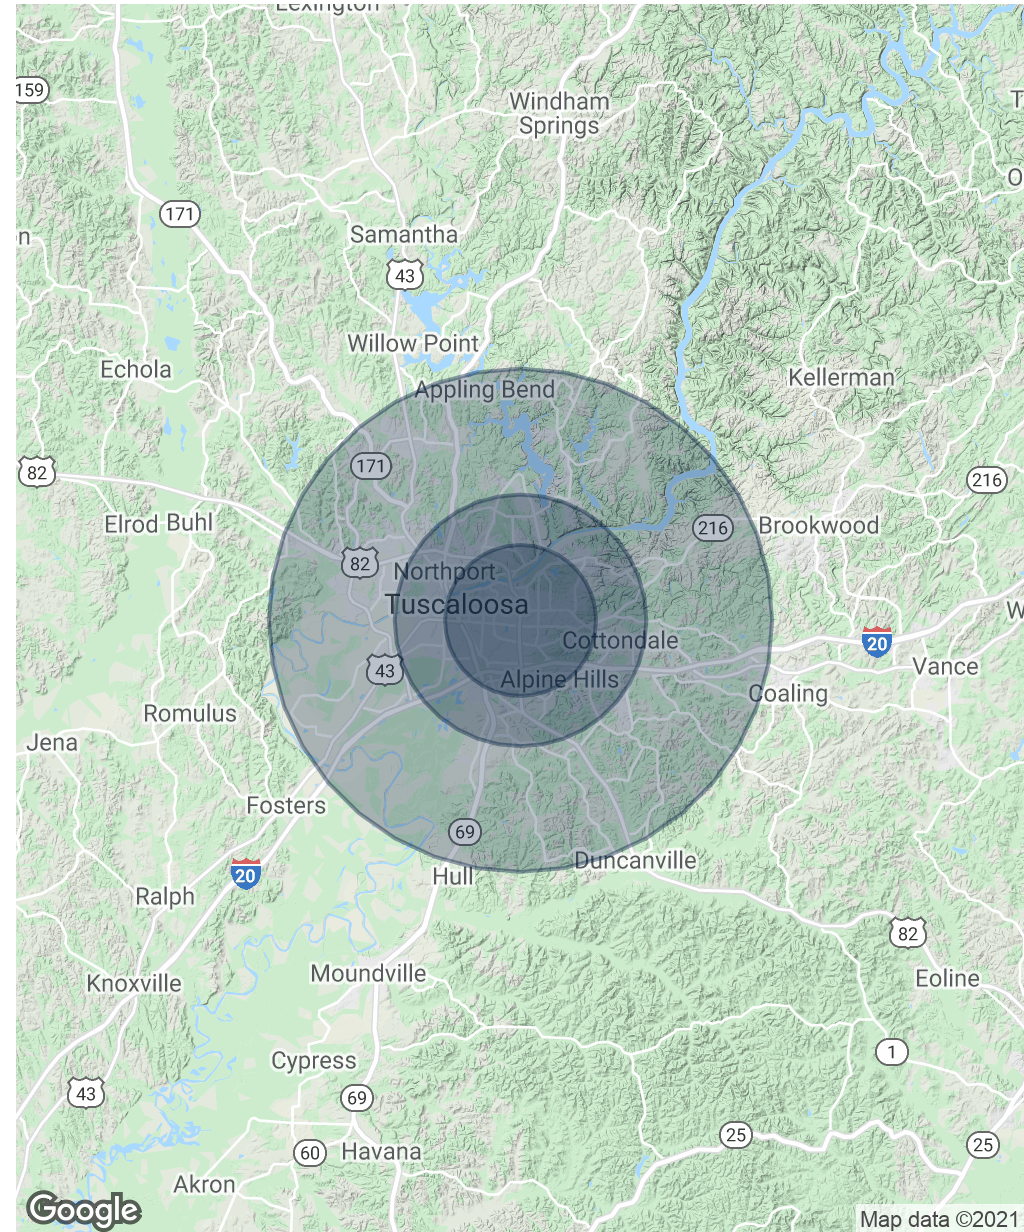 Lexington
159
Windham
Springs
171
Samantha
43
Willow Point
Echola
Kellerman
Appling Bend
82
171
216
Elrod
Buhl
216
Brookwood
82
Northport
Tuscaloosa
Cottondale
20
43
Alpine Hills
Vance
Coaling
Romulus
Jena
Fosters
69
Duncanville
20
Hull
Ralph
82
Moundville
Knoxville
Eoline
1
Cypress
43
69
25
25
60
Havana
Akron
Google
Map data ©2021